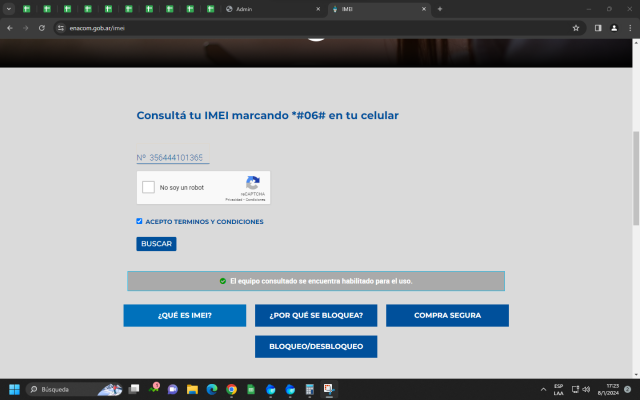 Admin
IMEI
enacom.gob.ar/imei
Consultá tu IMEI marcando *#06# en tu celular
Nº 356444101365
No soy un robot
reCAPTCHA
Privacidad - Condiciones
ACEPTO TERMINOS Y CONDICIONES
BUSCAR
El equipo consultado se encuentra habilitado para el uso.
¿QUÉ ES IMEI?
¿POR QUÉ SE BLOQUEA?
COMPRA SEGURA
BLOQUEO/DESBLOQUEO
Búsqueda
ESP
LAA
17:23
8/1/2024